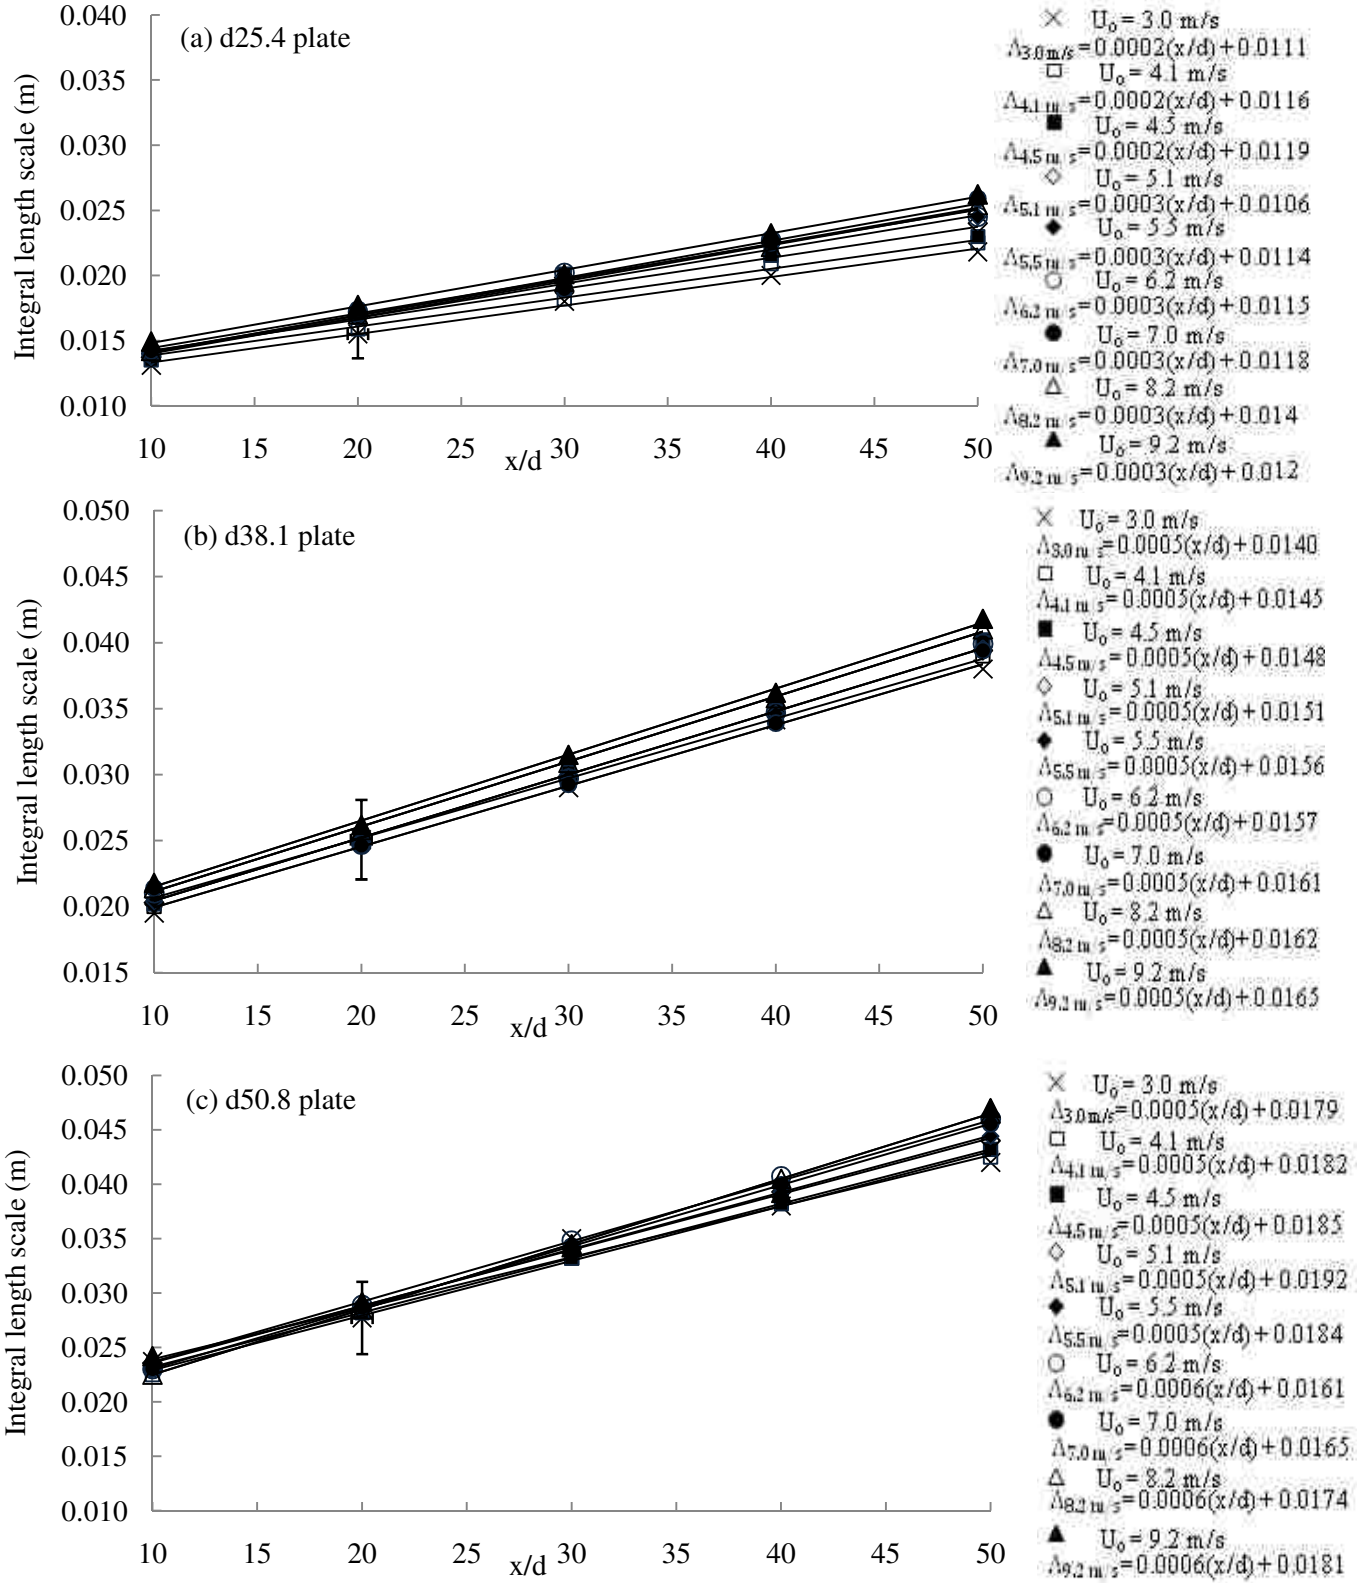 (a) d25.4 plate
Integral length scale (m)
0.040
0.035
0.030
0.025
0.020
0.015
0.010
10 15 20 25 30 35 40 45 50
x/d
U₀ = 3.0 m/s
Λ3.0 m/s=0.0002(x/d)+0.0111
U₀ = 4.1 m/s
Λ4.1 m/s=0.0002(x/d)+0.0116
U₀ = 4.5 m/s
Λ4.5 m/s=0.0002(x/d)+0.0119
U₀ = 5.1 m/s
Λ5.1 m/s=0.0003(x/d)+0.0106
U₀ = 5.5 m/s
Λ5.5 m/s=0.0003(x/d)+0.0114
U₀ = 6.2 m/s
Λ6.2 m/s=0.0003(x/d)+0.0115
U₀ = 7.0 m/s
Λ7.0 m/s=0.0003(x/d)+0.0118
U₀ = 8.2 m/s
Λ8.2 m/s=0.0003(x/d)+0.014
U₀ = 9.2 m/s
Λ9.2 m/s=0.0003(x/d)+0.012
(b) d38.1 plate
Integral length scale (m)
0.050
0.045
0.040
0.035
0.030
0.025
0.020
0.015
10 15 20 25 30 35 40 45 50
x/d
U₀ = 3.0 m/s
Λ3.0 m/s=0.0005(x/d)+0.0140
U₀ = 4.1 m/s
Λ4.1 m/s=0.0005(x/d)+0.0145
U₀ = 4.5 m/s
Λ4.5 m/s=0.0005(x/d)+0.0148
U₀ = 5.1 m/s
Λ5.1 m/s=0.0005(x/d)+0.0151
U₀ = 5.5 m/s
Λ5.5 m/s=0.0005(x/d)+0.0156
U₀ = 6.2 m/s
Λ6.2 m/s=0.0005(x/d)+0.0157
U₀ = 7.0 m/s
Λ7.0 m/s=0.0005(x/d)+0.0161
U₀ = 8.2 m/s
Λ8.2 m/s=0.0005(x/d)+0.0162
U₀ = 9.2 m/s
Λ9.2 m/s=0.0005(x/d)+0.0165
(c) d50.8 plate
Integral length scale (m)
0.050
0.045
0.040
0.035
0.030
0.025
0.020
0.015
0.010
10 15 20 25 30 35 40 45 50
x/d
U₀ = 3.0 m/s
Λ3.0 m/s=0.0005(x/d)+0.0179
U₀ = 4.1 m/s
Λ4.1 m/s=0.0005(x/d)+0.0182
U₀ = 4.5 m/s
Λ4.5 m/s=0.0005(x/d)+0.0185
U₀ = 5.1 m/s
Λ5.1 m/s=0.0005(x/d)+0.0192
U₀ = 5.5 m/s
Λ5.5 m/s=0.0005(x/d)+0.0184
U₀ = 6.2 m/s
Λ6.2 m/s=0.0006(x/d)+0.0161
U₀ = 7.0 m/s
Λ7.0 m/s=0.0006(x/d)+0.0165
U₀ = 8.2 m/s
Λ8.2 m/s=0.0006(x/d)+0.0174
U₀ = 9.2 m/s
Λ9.2 m/s=0.0006(x/d)+0.0181